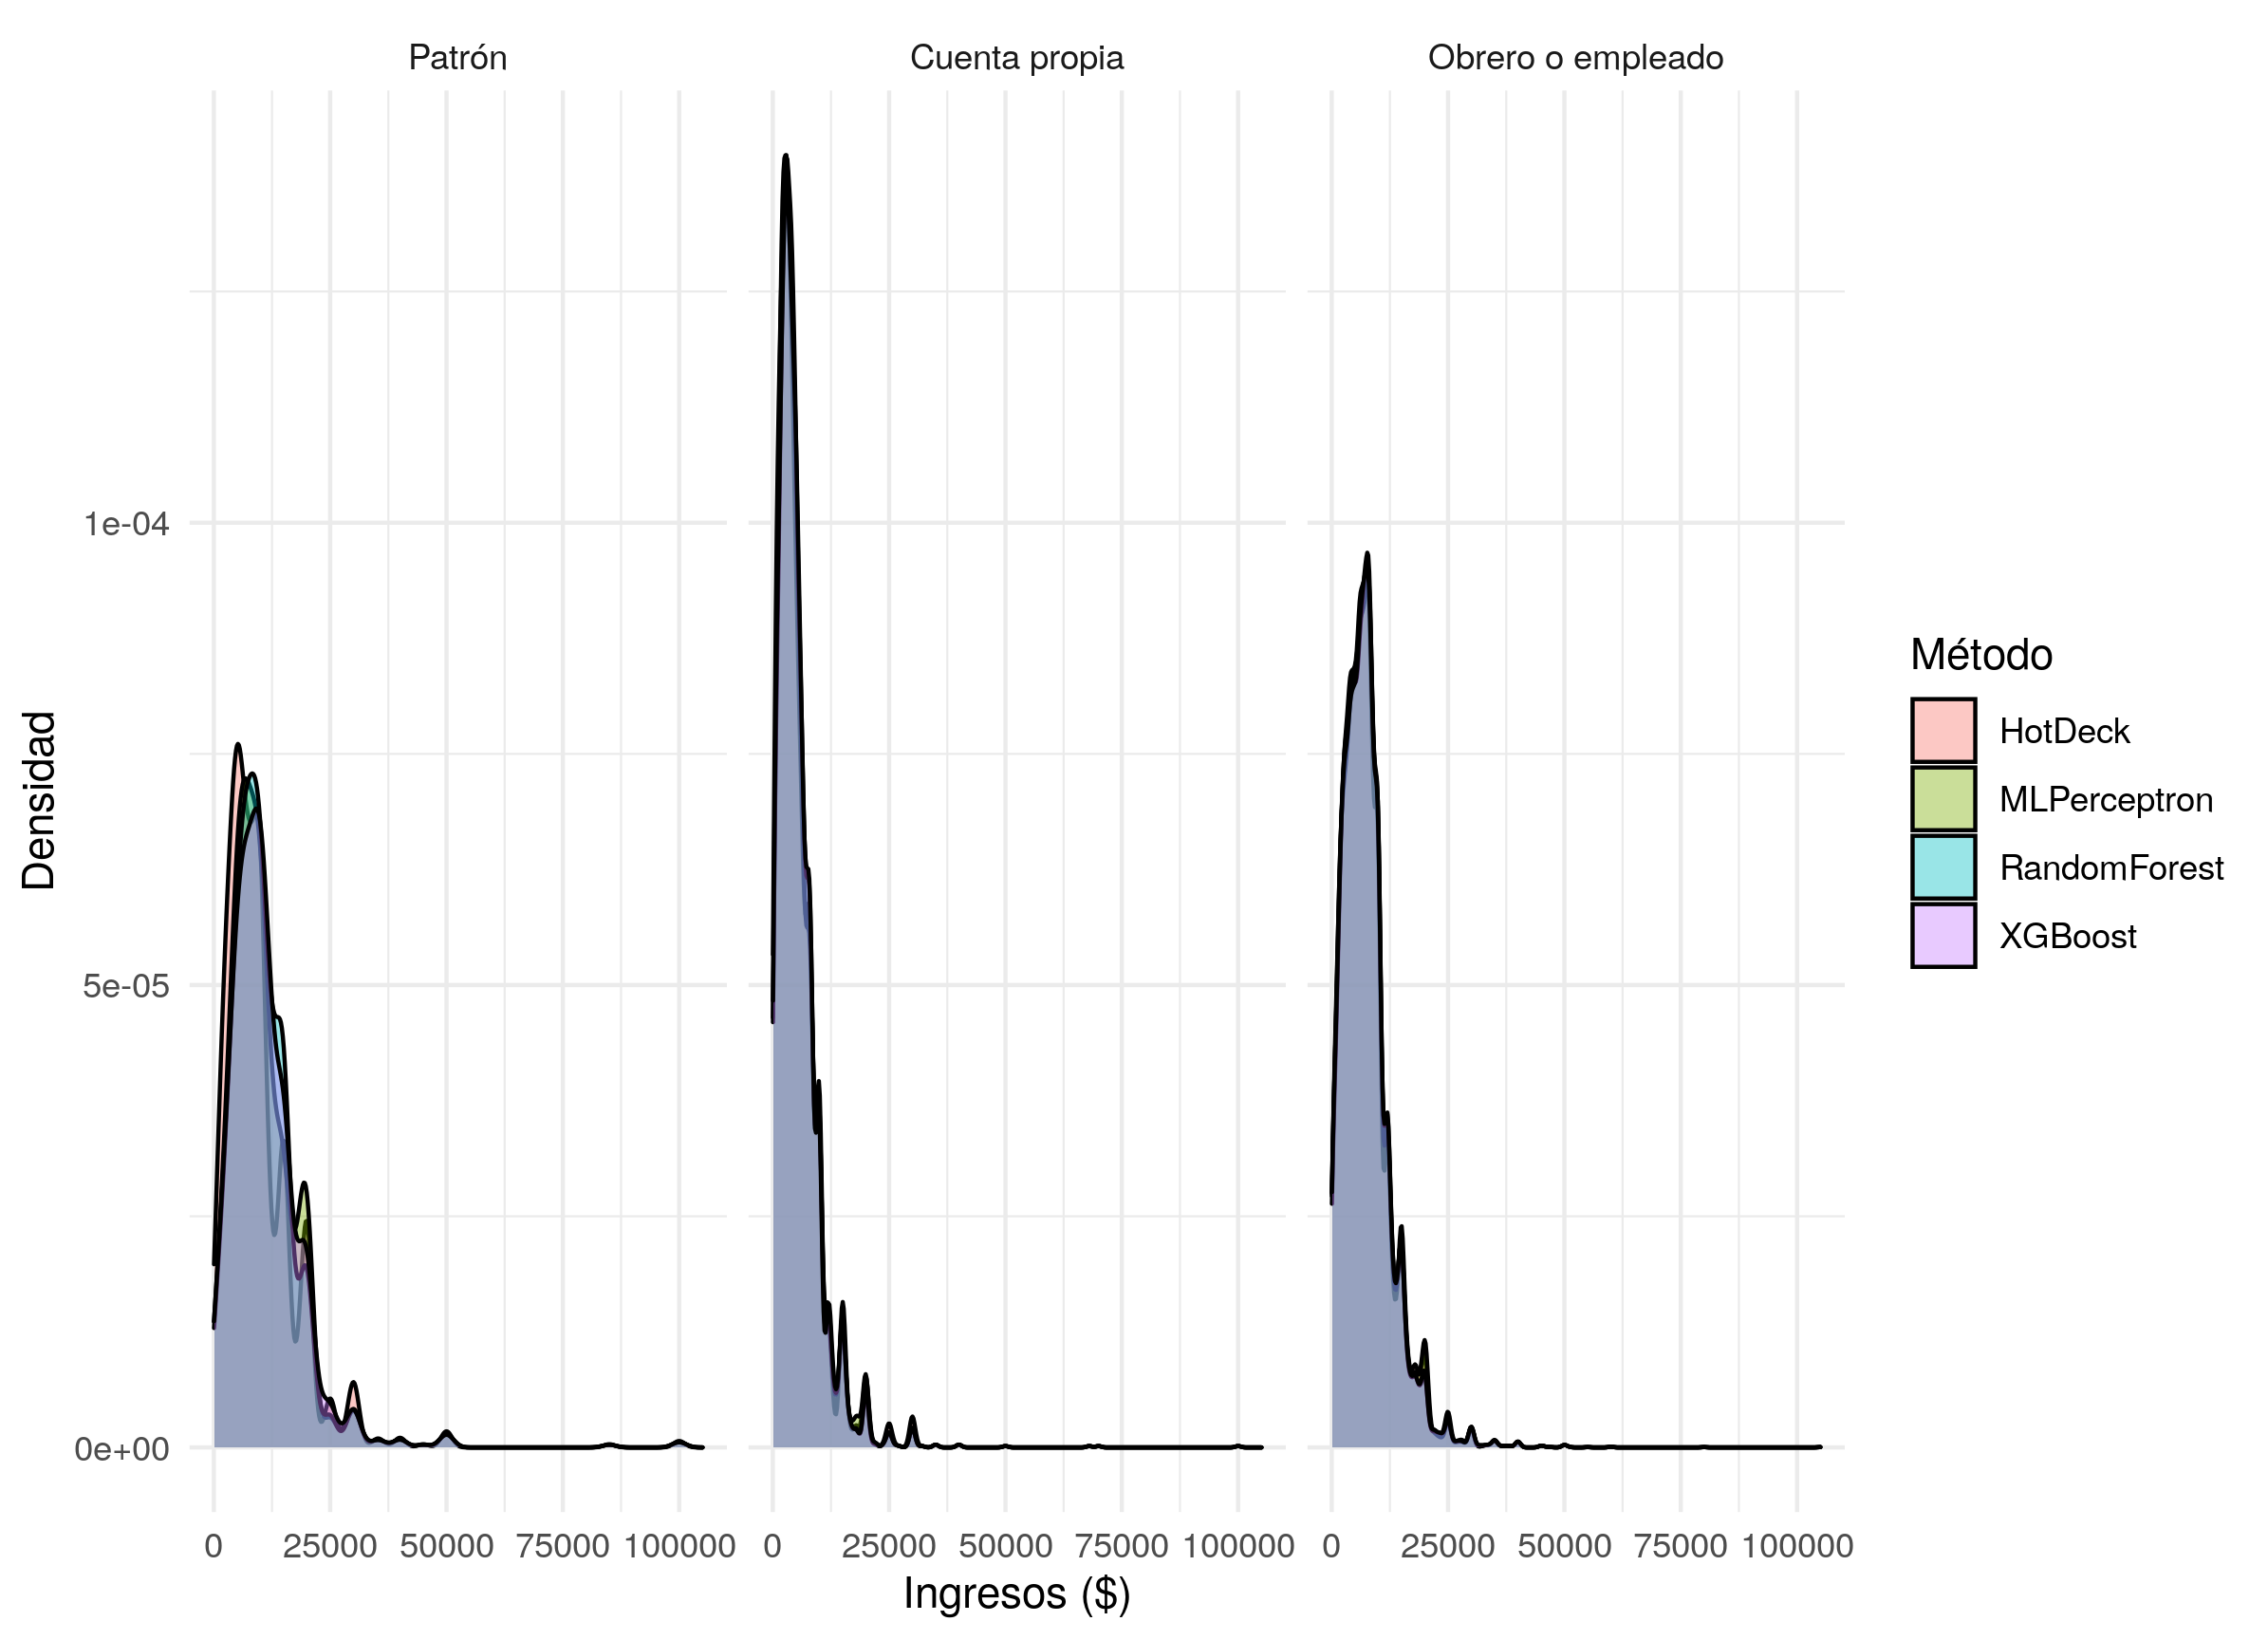 Patrón
Cuenta propia
Obrero o empleado
Densidad
1e-04
5e-05
0e+00
0 25000 50000 75000 100000
0 25000 50000 75000 100000
0 25000 50000 75000 100000
Ingresos ($)
Método
HotDeck
MLPerceptron
RandomForest
XGBoost